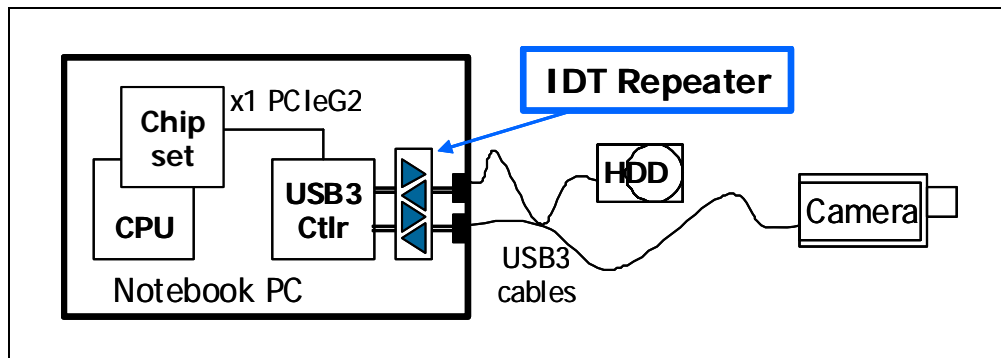 IDT Repeater
x1 PCIeG2
Chip
set
CPU
USB3
Ctlr
HDD
Camera
USB3
cables
Notebook PC